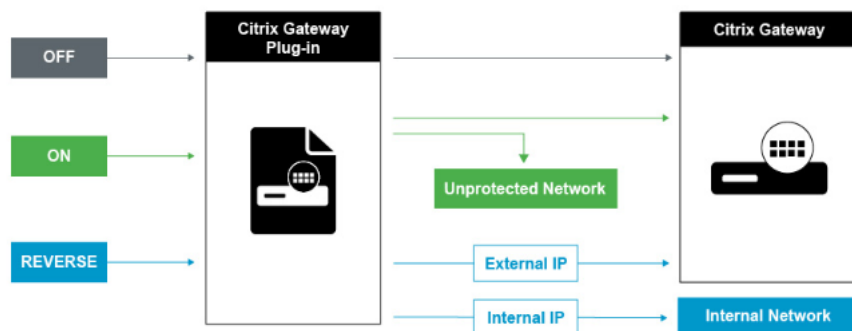 Citrix Gateway
Plug-in
Citrix Gateway
OFF
ON
Unprotected Network
REVERSE
External IP
Internal IP
Internal Network